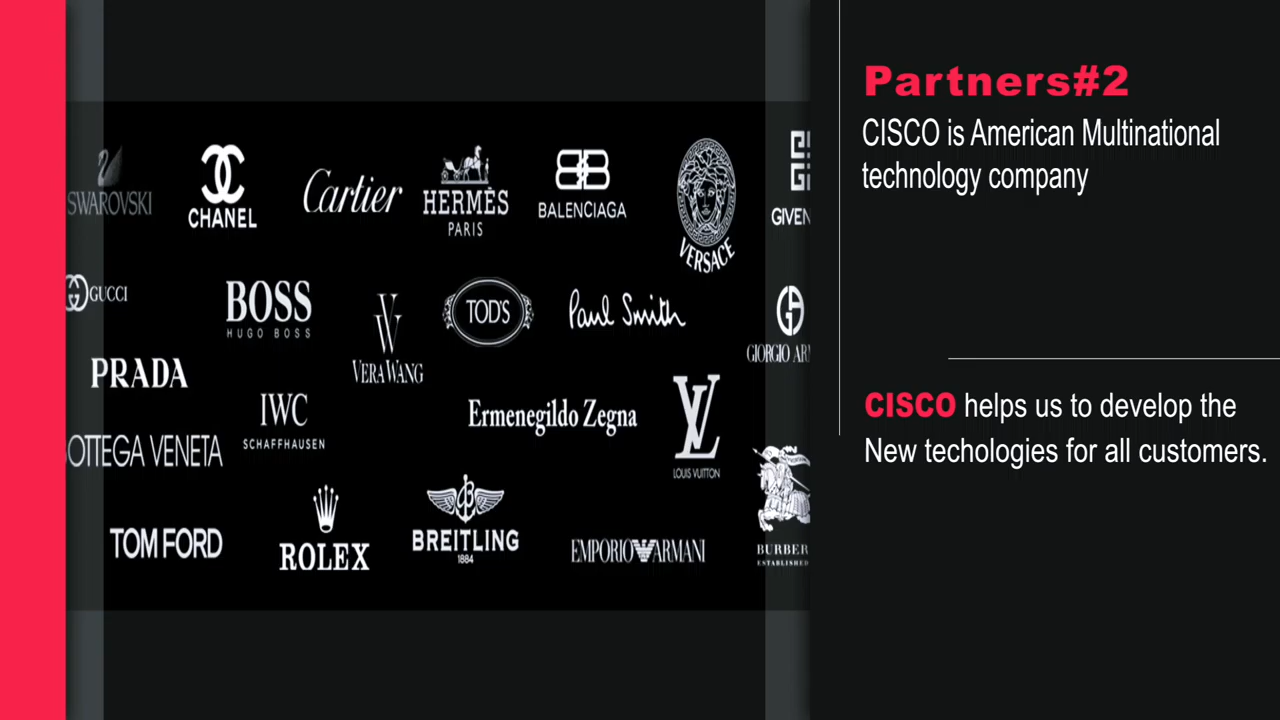 Partners#2
CISCO is American Multinational
technology company
CISCO helps us to develop the
New techologies for all customers.
SWAROVSKI
CHANEL
Cartier
HERMÈS
PARIS
BALENCIAGA
VERSACE
GIVEN
GUCCI
BOSS
HUGO BOSS
VERA WANG
TOD'S
Paul Smith
GIORGIO AR
PRADA
IWC
SCHAFFHAUSEN
Ermenegildo Zegna
LV
LOUIS VUITTON
OTTEGA VENETA
TOM FORD
ROLEX
BREITLING
1884
EMPORIO ARMANI
BURBER
ESTABLISHED